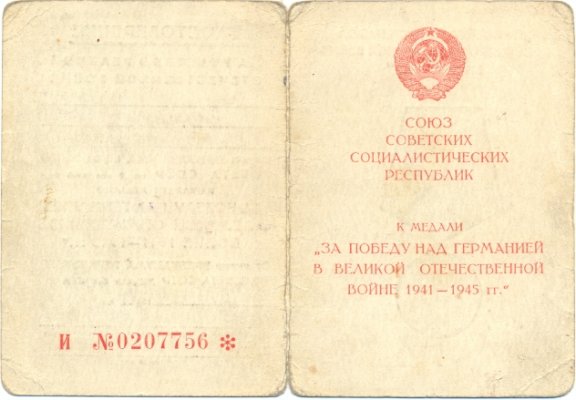 И №0207756 *
СОЮЗ
СОВЕТСКИХ
СОЦИАЛИСТИЧЕСКИХ
РЕСПУБЛИК
К МЕДАЛИ
„ЗА ПОБЕДУ НАД ГЕРМАНИЕЙ
В ВЕЛИКОЙ ОТЕЧЕСТВЕННОЙ
ВОЙНЕ 1941—1945 гг.“